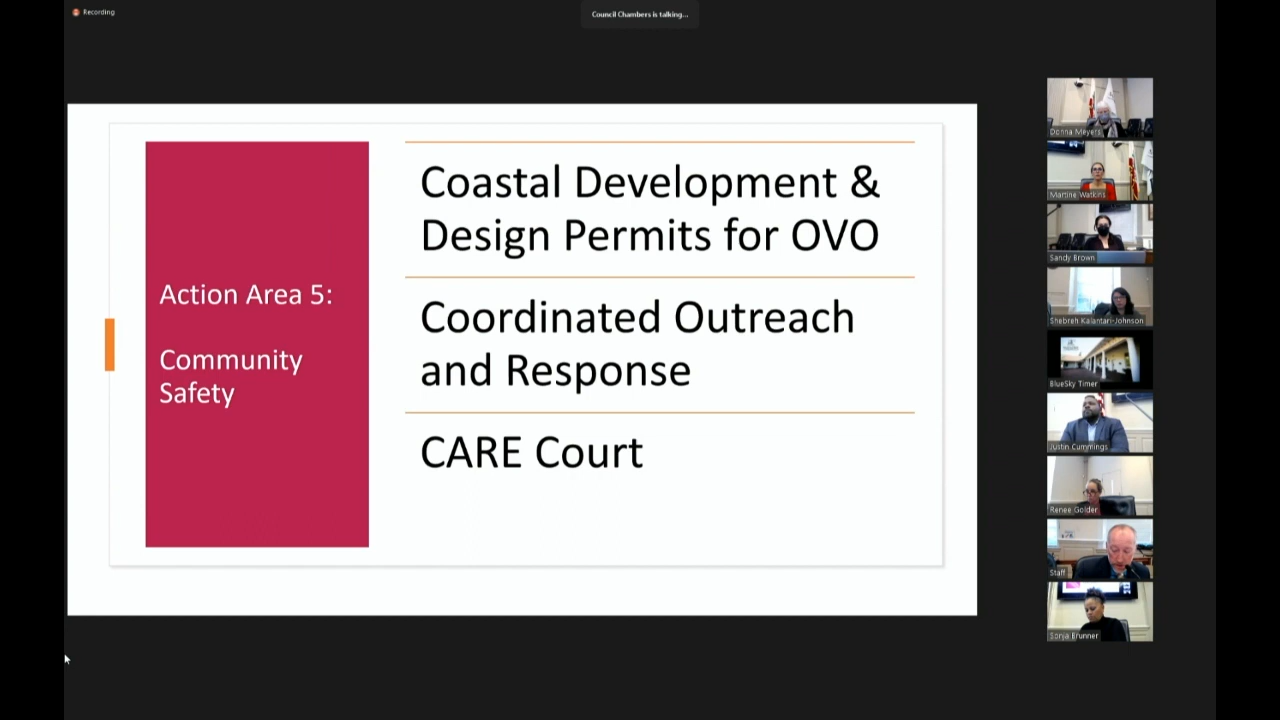 Recording
Council Chambers is talking...
Action Area 5:
Community
Safety
Coastal Development &
Design Permits for OVO
Coordinated Outreach
and Response
CARE Court
Donna Meyers
Martine Watkins
Sandy Brown
Shebreh Kalantari-Johnson
BlueSky Timer
Justin Cummings
Renee Golder
Staff
Sonja Brunner